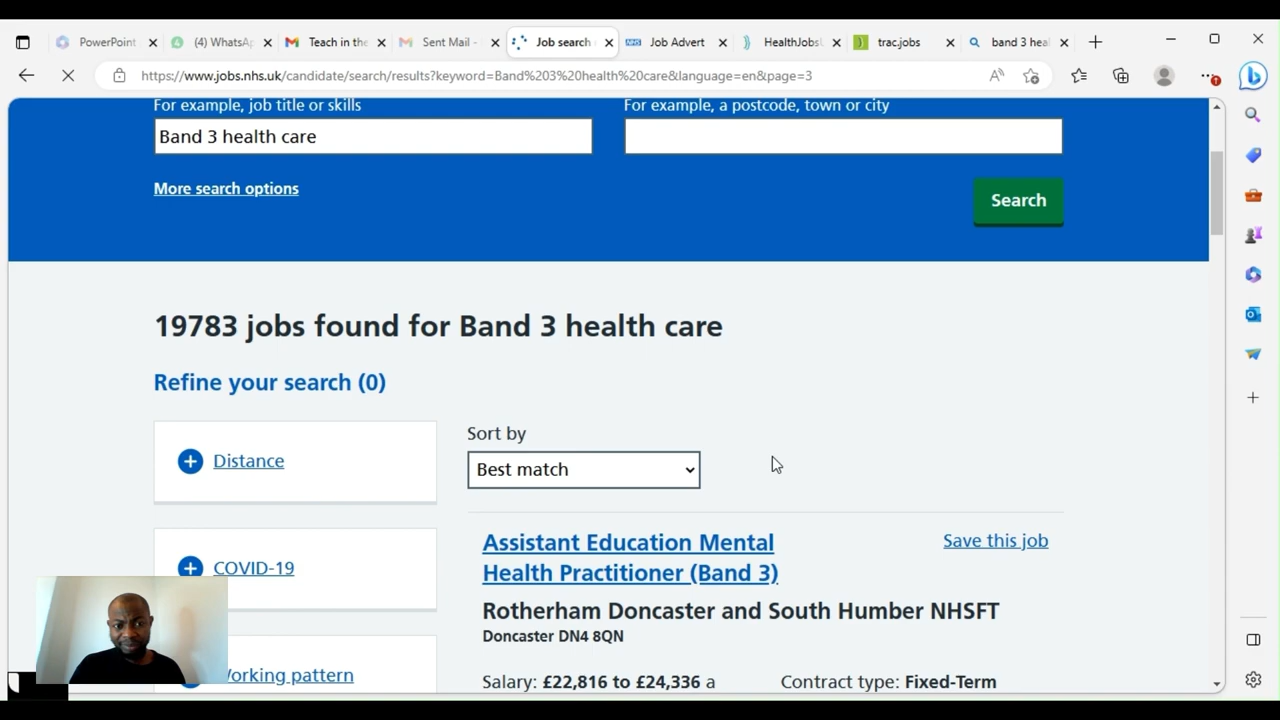 PowerPoint
(4) WhatsAp
Teach in the
Sent Mail -
Job search
Job Advert
HealthJobsU
trac.jobs
band 3 heal
https://www.jobs.nhs.uk/candidate/search/results?keyword=Band%203%20health%20care&language=en&page=3
For example, job title or skills
For example, a postcode, town or city
Band 3 health care
More search options
Search
19783 jobs found for Band 3 health care
Refine your search (0)
Distance
Sort by
Best match
Assistant Education Mental
Health Practitioner (Band 3)
Save this job
COVID-19
Rotherham Doncaster and South Humber NHSFT
Doncaster DN4 8QN
Working pattern
Salary: £22,816 to £24,336 a
Contract type: Fixed-Term